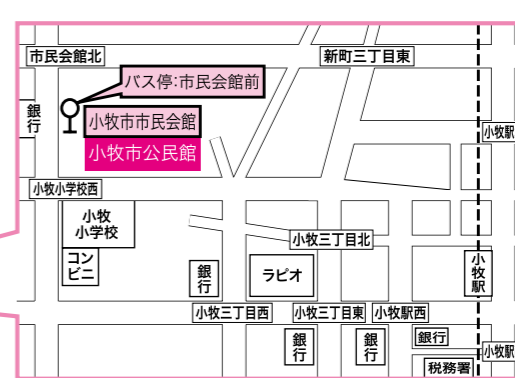 市民会館北
新町三丁目東
バス停:市民会館前
銀
行
小牧市市民会館
小牧駅
小牧市公民館
小牧小学校西
小牧
小学校
小牧三丁目北
コン
ビニ
銀
行
ラピオ
小
牧
駅
小牧三丁目西
小牧三丁目東
小牧駅西
銀
行
銀
行
銀行
小牧駅
税務署